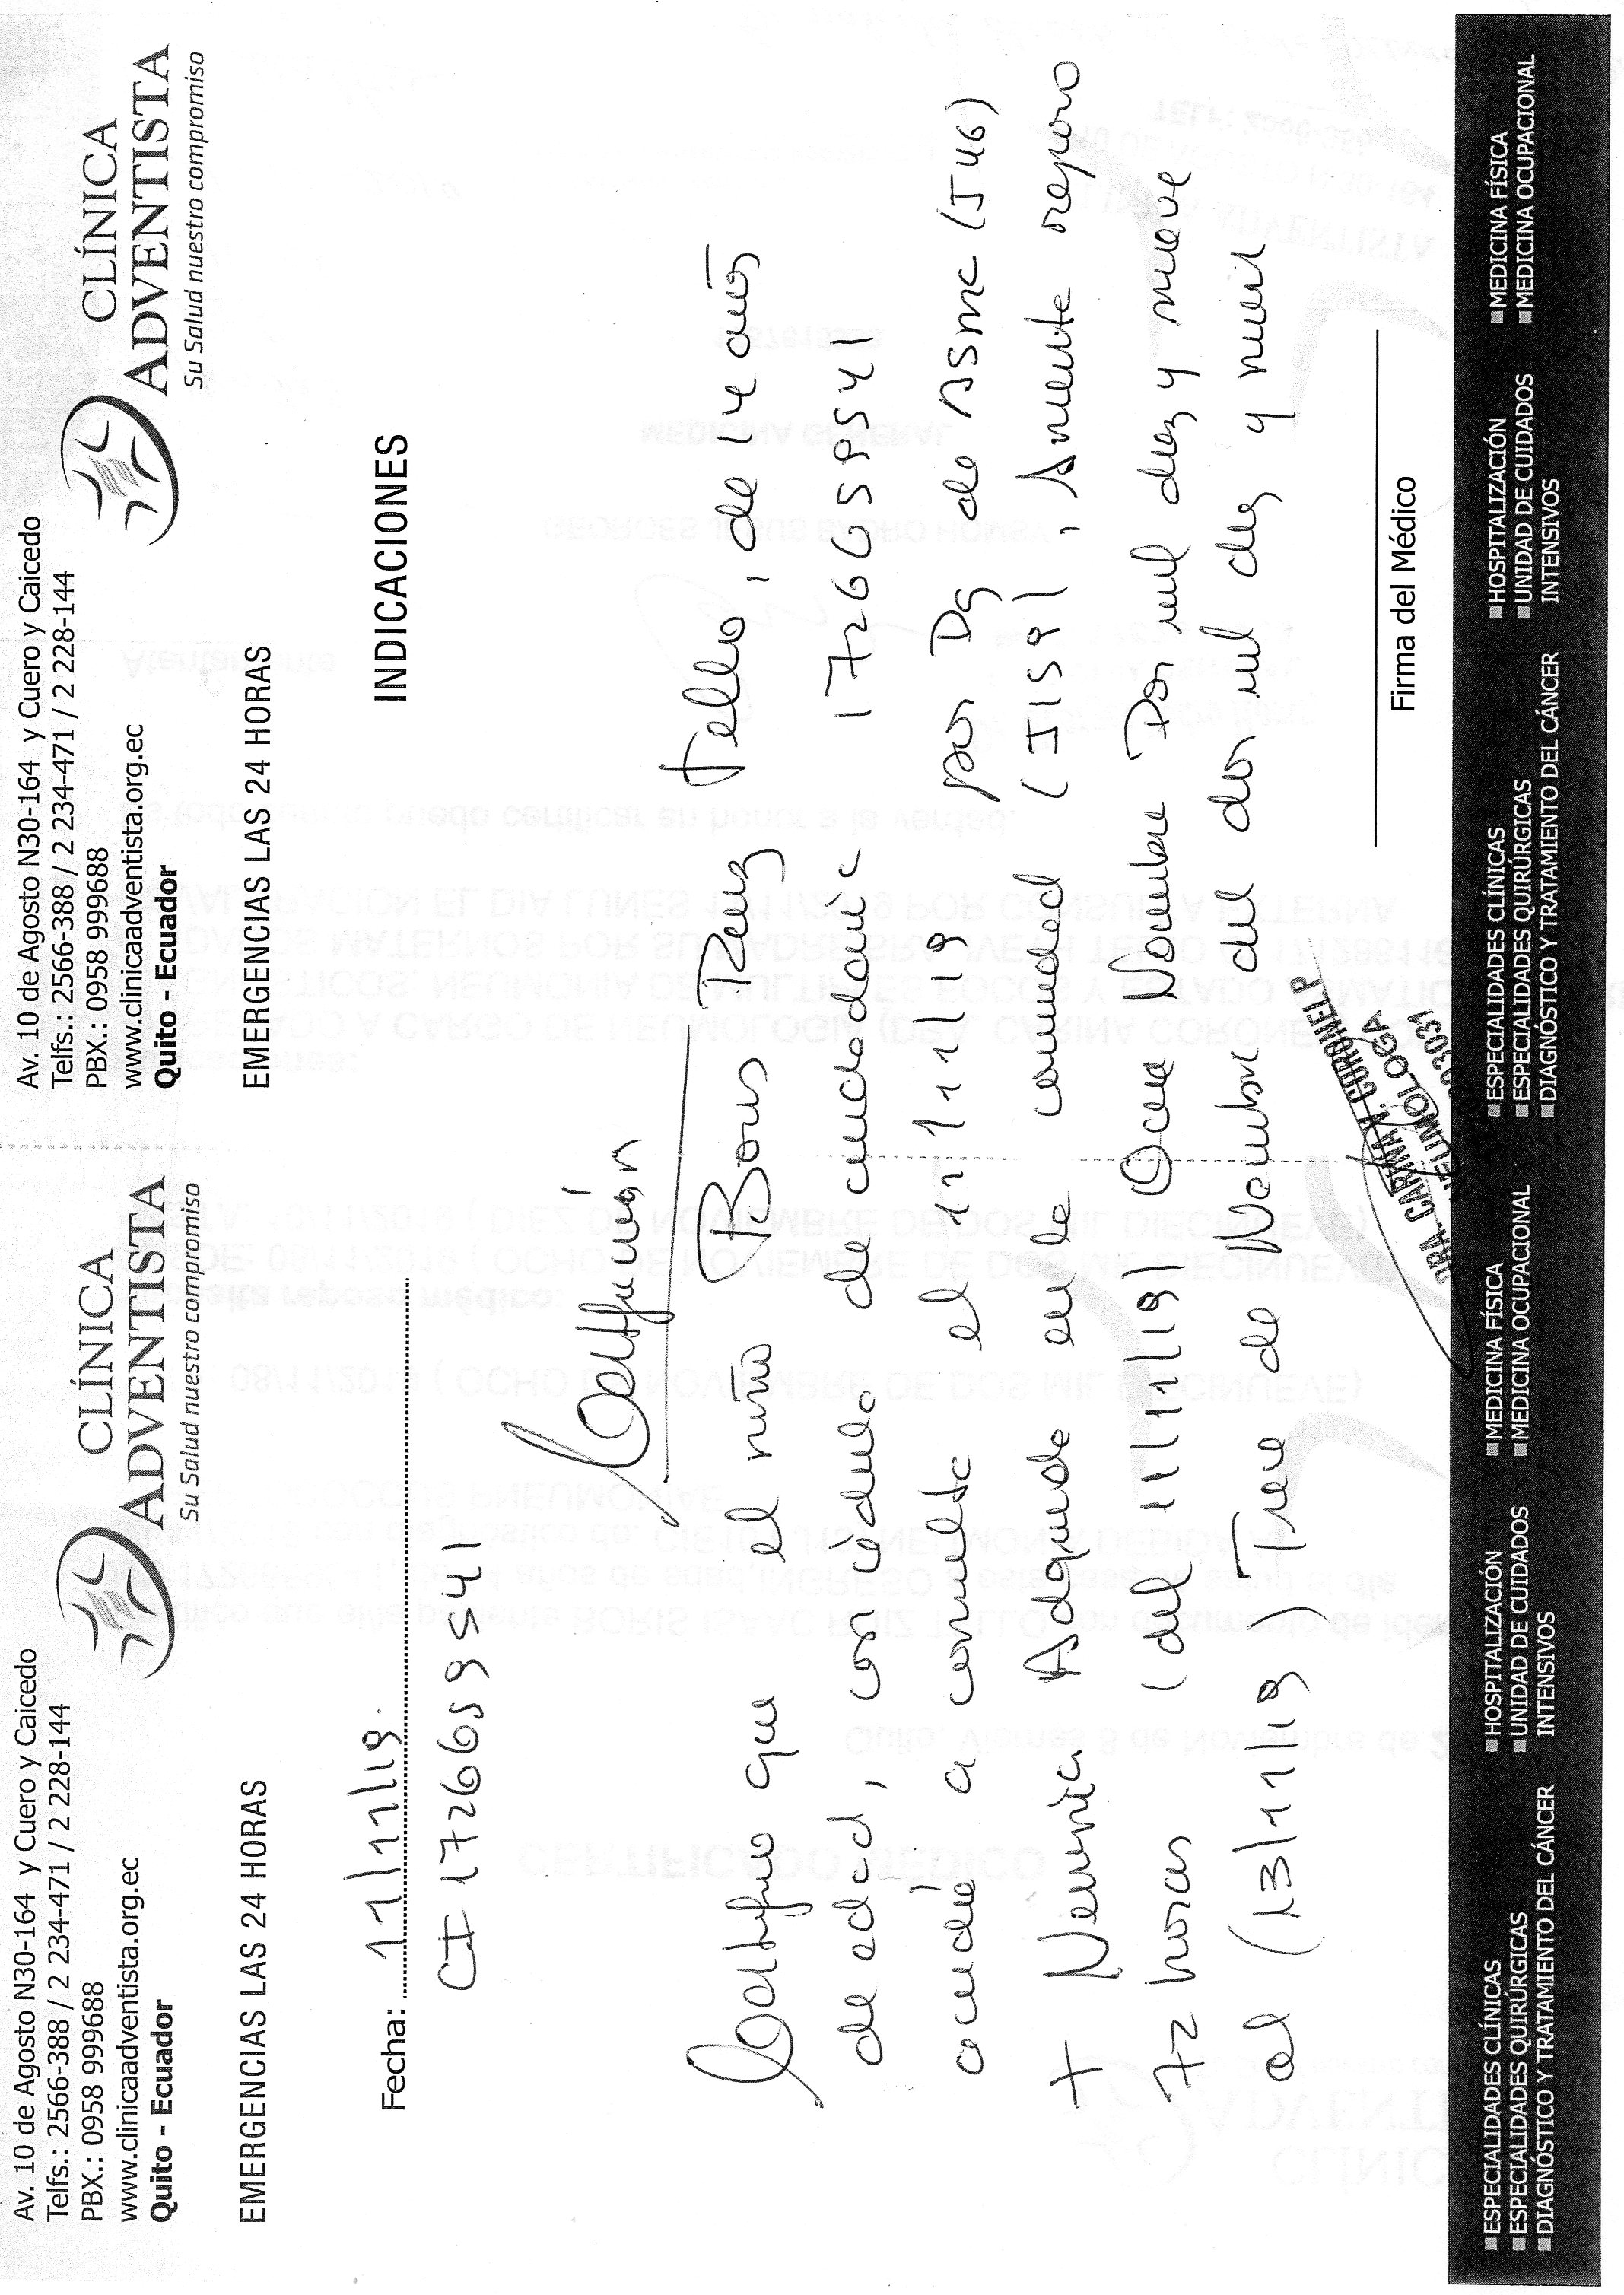 Av. 10 de Agosto N30-164 y Cuero y Caicedo
Telfs.: 2566-388 / 2 234-471 / 2 228-144
PBX.: 0958 999688
www.clinicaadventista.org.ec
Quito - Ecuador
CLÍNICA
ADVENTISTA
Su Salud nuestro compromiso
EMERGENCIAS LAS 24 HORAS
Av. 10 de Agosto N30-164 y Cuero y Caicedo
Telfs.: 2566-388 / 2 234-471 / 2 228-144
PBX.: 0958 999688
www.clinicaadventista.org.ec
Quito - Ecuador
CLÍNICA
ADVENTISTA
Su Salud nuestro compromiso
EMERGENCIAS LAS 24 HORAS
Fecha: 11/11/19.
INDICACIONES
CI 1726659541
Certificación
Certifico que el niño Boris Ruiz Tello, de 14 años
de edad, con cédula de ciudadanía 1726659541
acudió a consulta el 11/11/19 por Dg de Asma (J46)
+ Neumonía Adquirida en la comunidad (J159), Amerita reposo
72 horas (del 11/11/19) Once Noviembre Dos mil diez y nueve
al (13/11/19) Trece de Noviembre del dos mil diez y nueve
DRA. CARINA V. CORONEL P
NEUMOLOGA
Firma del Médico
ESPECIALIDADES CLÍNICAS
ESPECIALIDADES QUIRÚRGICAS
DIAGNÓSTICO Y TRATAMIENTO DEL CÁNCER
HOSPITALIZACIÓN
UNIDAD DE CUIDADOS
INTENSIVOS
MEDICINA FÍSICA
MEDICINA OCUPACIONAL
ESPECIALIDADES CLÍNICAS
ESPECIALIDADES QUIRÚRGICAS
DIAGNÓSTICO Y TRATAMIENTO DEL CÁNCER
HOSPITALIZACIÓN
UNIDAD DE CUIDADOS
INTENSIVOS
MEDICINA FÍSICA
MEDICINA OCUPACIONAL